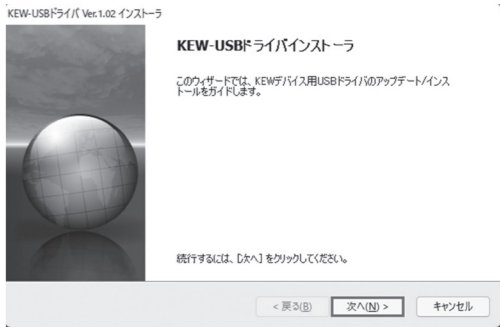 KEW-USBドライバ Ver.1.02 インストーラ
KEW-USBドライバインストーラ
このウィザードでは、KEWデバイス用USBドライバのアップデート/インス
トールをガイドします。
続行するには、[次へ] をクリックしてください。
< 戻る(B)
次へ(N) >
キャンセル